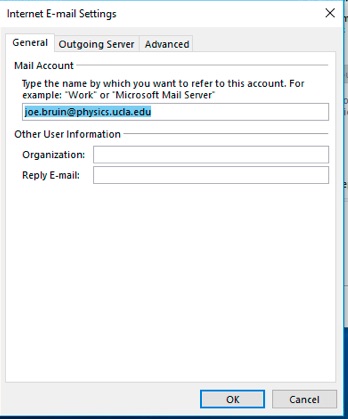 Internet E-mail Settings
General Outgoing Server Advanced
Mail Account
Type the name by which you want to refer to this account. For
example: "Work" or "Microsoft Mail Server"
joe.bruin@physics.ucla.edu
Other User Information
Organization:
Reply E-mail:
OK Cancel